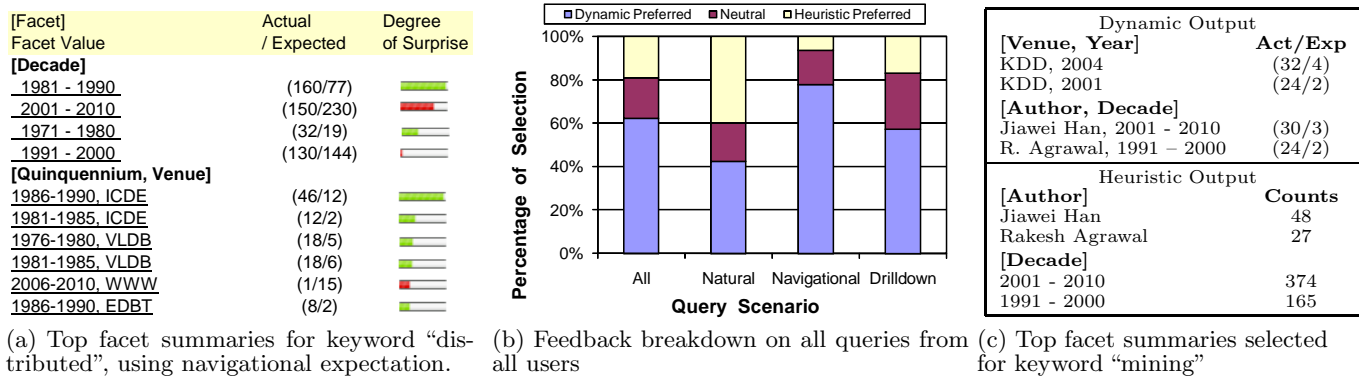 [Facet] Actual Degree
Facet Value / Expected of Surprise
[Decade]
1981 - 1990 (160/77)
2001 - 2010 (150/230)
1971 - 1980 (32/19)
1991 - 2000 (130/144)
[Quinquennium, Venue]
1986-1990, ICDE (46/12)
1981-1985, ICDE (12/2)
1976-1980, VLDB (18/5)
1981-1985, VLDB (18/6)
2006-2010, WWW (1/15)
1986-1990, EDBT (8/2)
(a) Top facet summaries for keyword “dis-
tributed”, using navigational expectation.
Dynamic Preferred Neutral Heuristic Preferred
Percentage of Selection
100%
80%
60%
40%
20%
0%
All Natural Navigational Drilldown
Query Scenario
(b) Feedback breakdown on all queries from
all users
Dynamic Output
[Venue, Year] Act/Exp
KDD, 2004 (32/4)
KDD, 2001 (24/2)
[Author, Decade]
Jiawei Han, 2001 - 2010 (30/3)
R. Agrawal, 1991 – 2000 (24/2)
Heuristic Output
[Author] Counts
Jiawei Han 48
Rakesh Agrawal 27
[Decade]
2001 - 2010 374
1991 - 2000 165
(c) Top facet summaries selected
for keyword “mining”